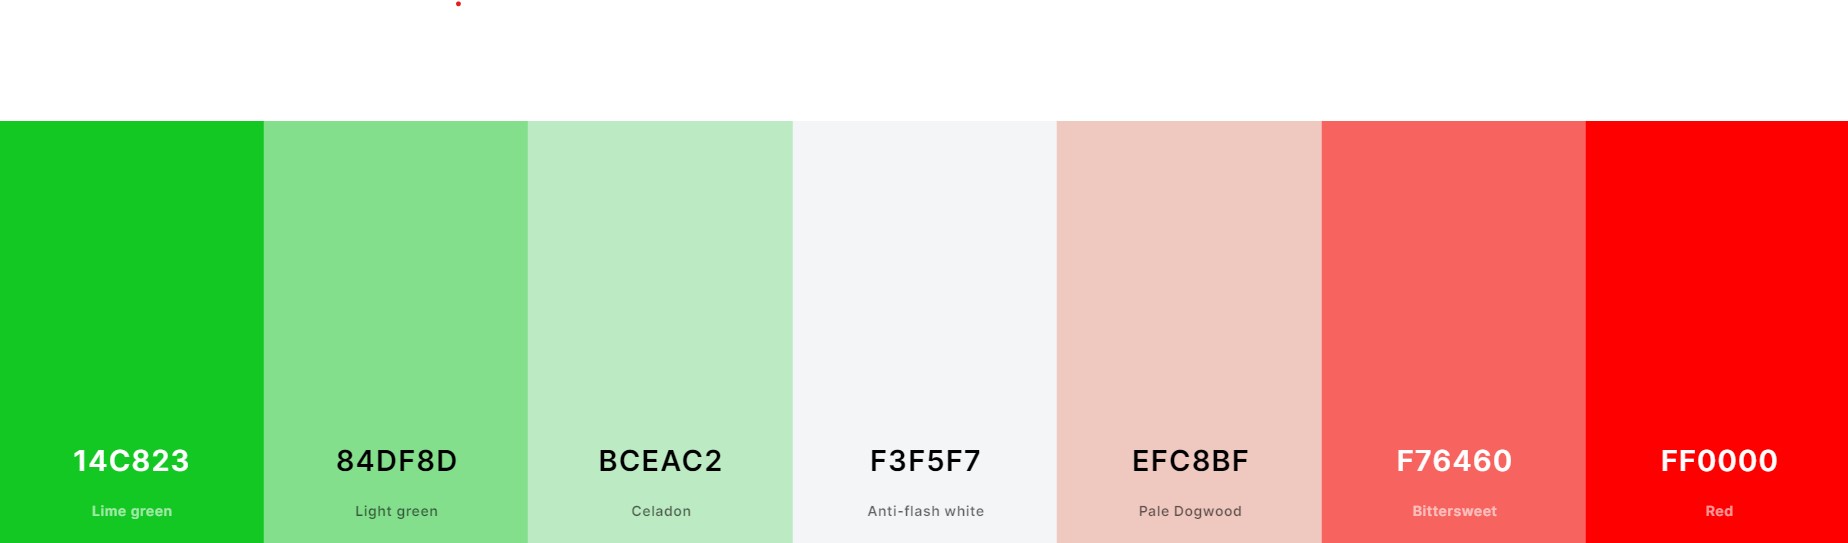 14C823
84DF8D
BCEAC2
F3F5F7
EFC8BF
F76460
FF0000
Lime green
Light green
Celadon
Anti-flash white
Pale Dogwood
Bittersweet
Red